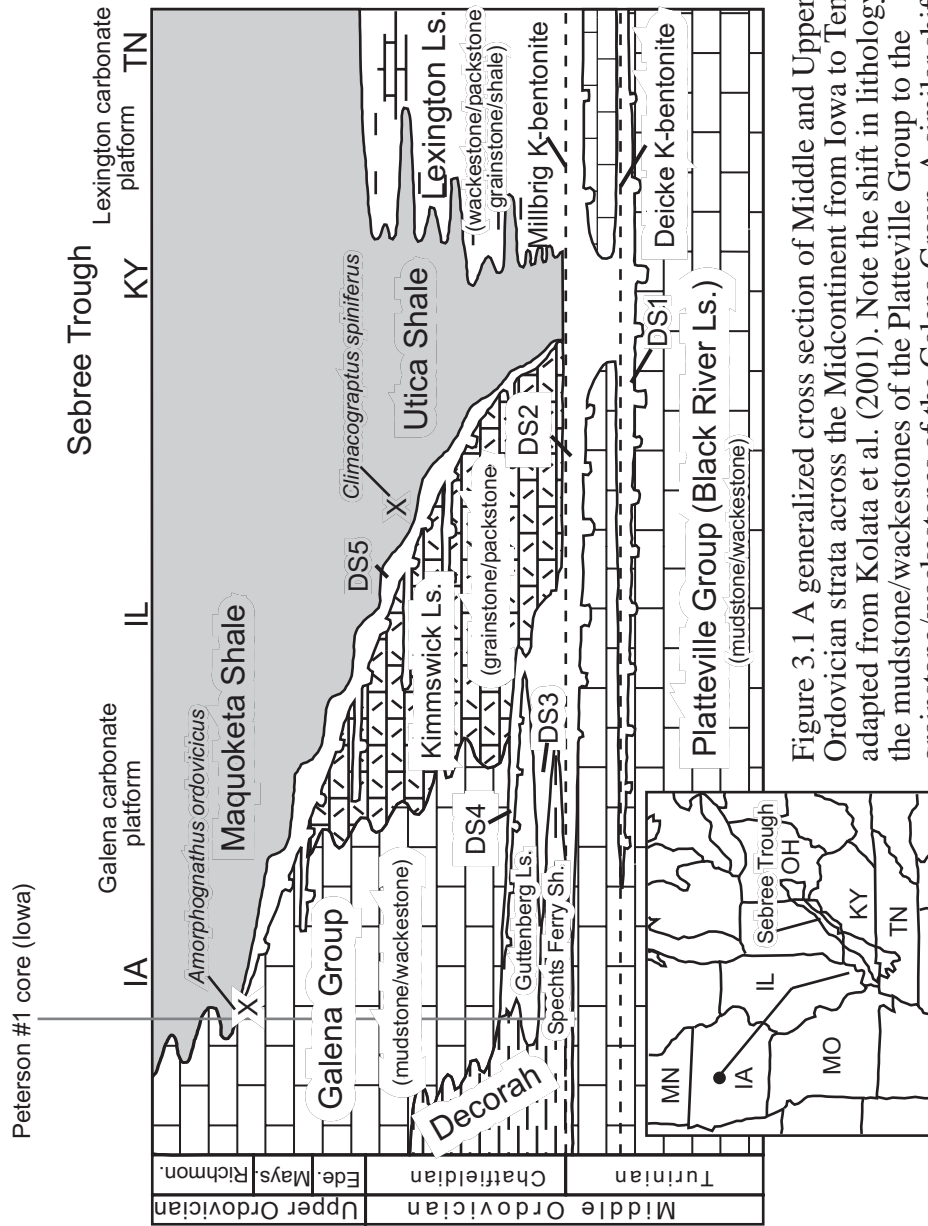 Peterson #1 core (Iowa)
Sebree Trough
Galena carbonate
platform
Lexington carbonate
platform
IA
IL
KY
TN
Upper Ordovician
Middle Ordovician
Richmon.
Mays.
Ede.
Chatfieldian
Turinian
Amorphognathus ordovicicus
Maquoketa Shale
DS5
Climacograptus spiniferus
X
X
Utica Shale
Lexington Ls.
(wackestone/packstone
grainstone/shale)
Galena Group
(mudstone/wackestone)
Kimmswick Ls.
(grainstone/packstone
DS4
DS2
DS3
Decorah
Guttenberg Ls.
Spechts Ferry Sh.
Millbrig K-bentonite
Deicke K-bentonite
DS1
Platteville Group (Black River Ls.)
(mudstone/wackestone)
MN
IA
MO
IL
Sebree Trough
OH
KY
TN
Figure 3.1 A generalized cross section of Middle and Upper
Ordovician strata across the Midcontinent from Iowa to Ten
adapted from Kolata et al. (2001). Note the shift in lithology
the mudstone/wackestones of the Platteville Group to the